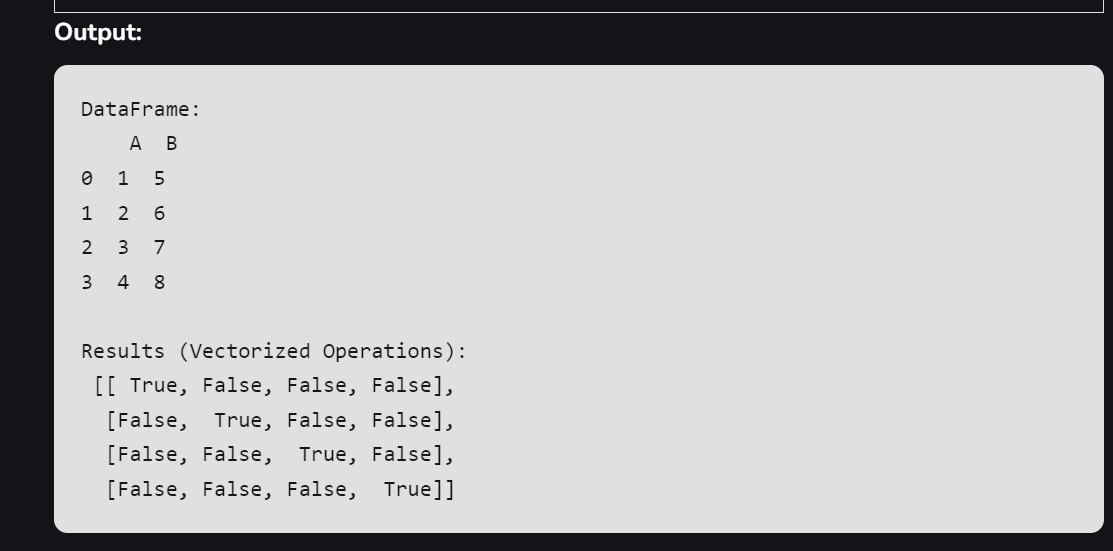 Output:
DataFrame:
    A  B
0  1  5
1  2  6
2  3  7
3  4  8
Results (Vectorized Operations):
 [[ True, False, False, False],
  [False,  True, False, False],
  [False, False,  True, False],
  [False, False, False,  True]]